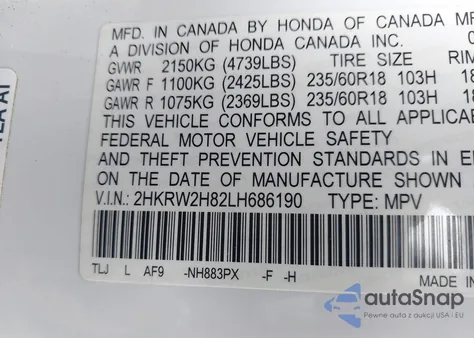 MFD. IN CANADA BY HONDA OF CANADA MFG
A DIVISION OF HONDA CANADA INC.
GVWR 2150KG (4739LBS) TIRE SIZE RIM
GAWR F 1100KG (2425LBS) 235/60R18 103H 18
GAWR R 1075KG (2369LBS) 235/60R18 103H 18
THIS VEHICLE CONFORMS TO ALL APPLICAB
FEDERAL MOTOR VEHICLE SAFETY
AND THEFT PREVENTION STANDARDS IN E
ON THE DATE OF MANUFACTURE SHOWN
V.I.N.: 2HKRW2H82LH686190 TYPE: MPV
TLJ L AF9 -NH883PX -F -H
MADE IN
autoSnap
Pewne auta z aukcji USA i EU